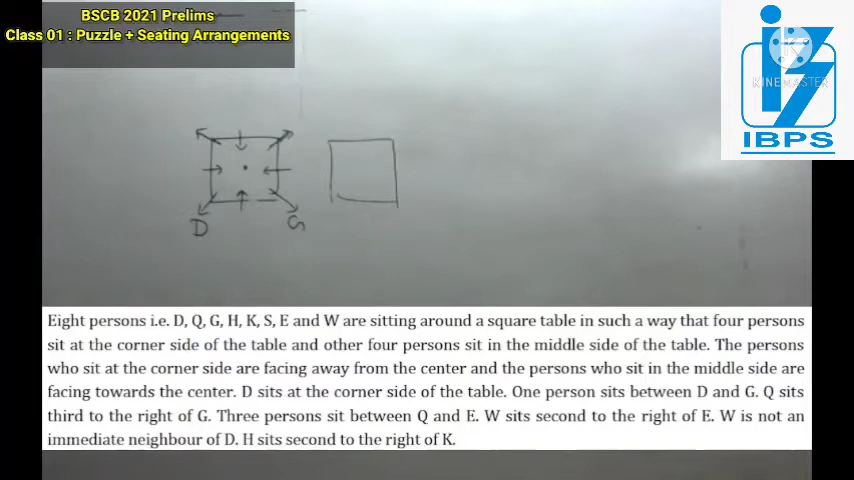 BSCB 2021 Prelims
Class 01 : Puzzle + Seating Arrangements
KINEMASTER
IBPS
D
G
Eight persons i.e. D, Q, G, H, K, S, E and W are sitting around a square table in such a way that four persons
sit at the corner side of the table and other four persons sit in the middle side of the table. The persons
who sit at the corner side are facing away from the center and the persons who sit in the middle side are
facing towards the center. D sits at the corner side of the table. One person sits between D and G. Q sits
third to the right of G. Three persons sit between Q and E. W sits second to the right of E. W is not an
immediate neighbour of D. H sits second to the right of K.